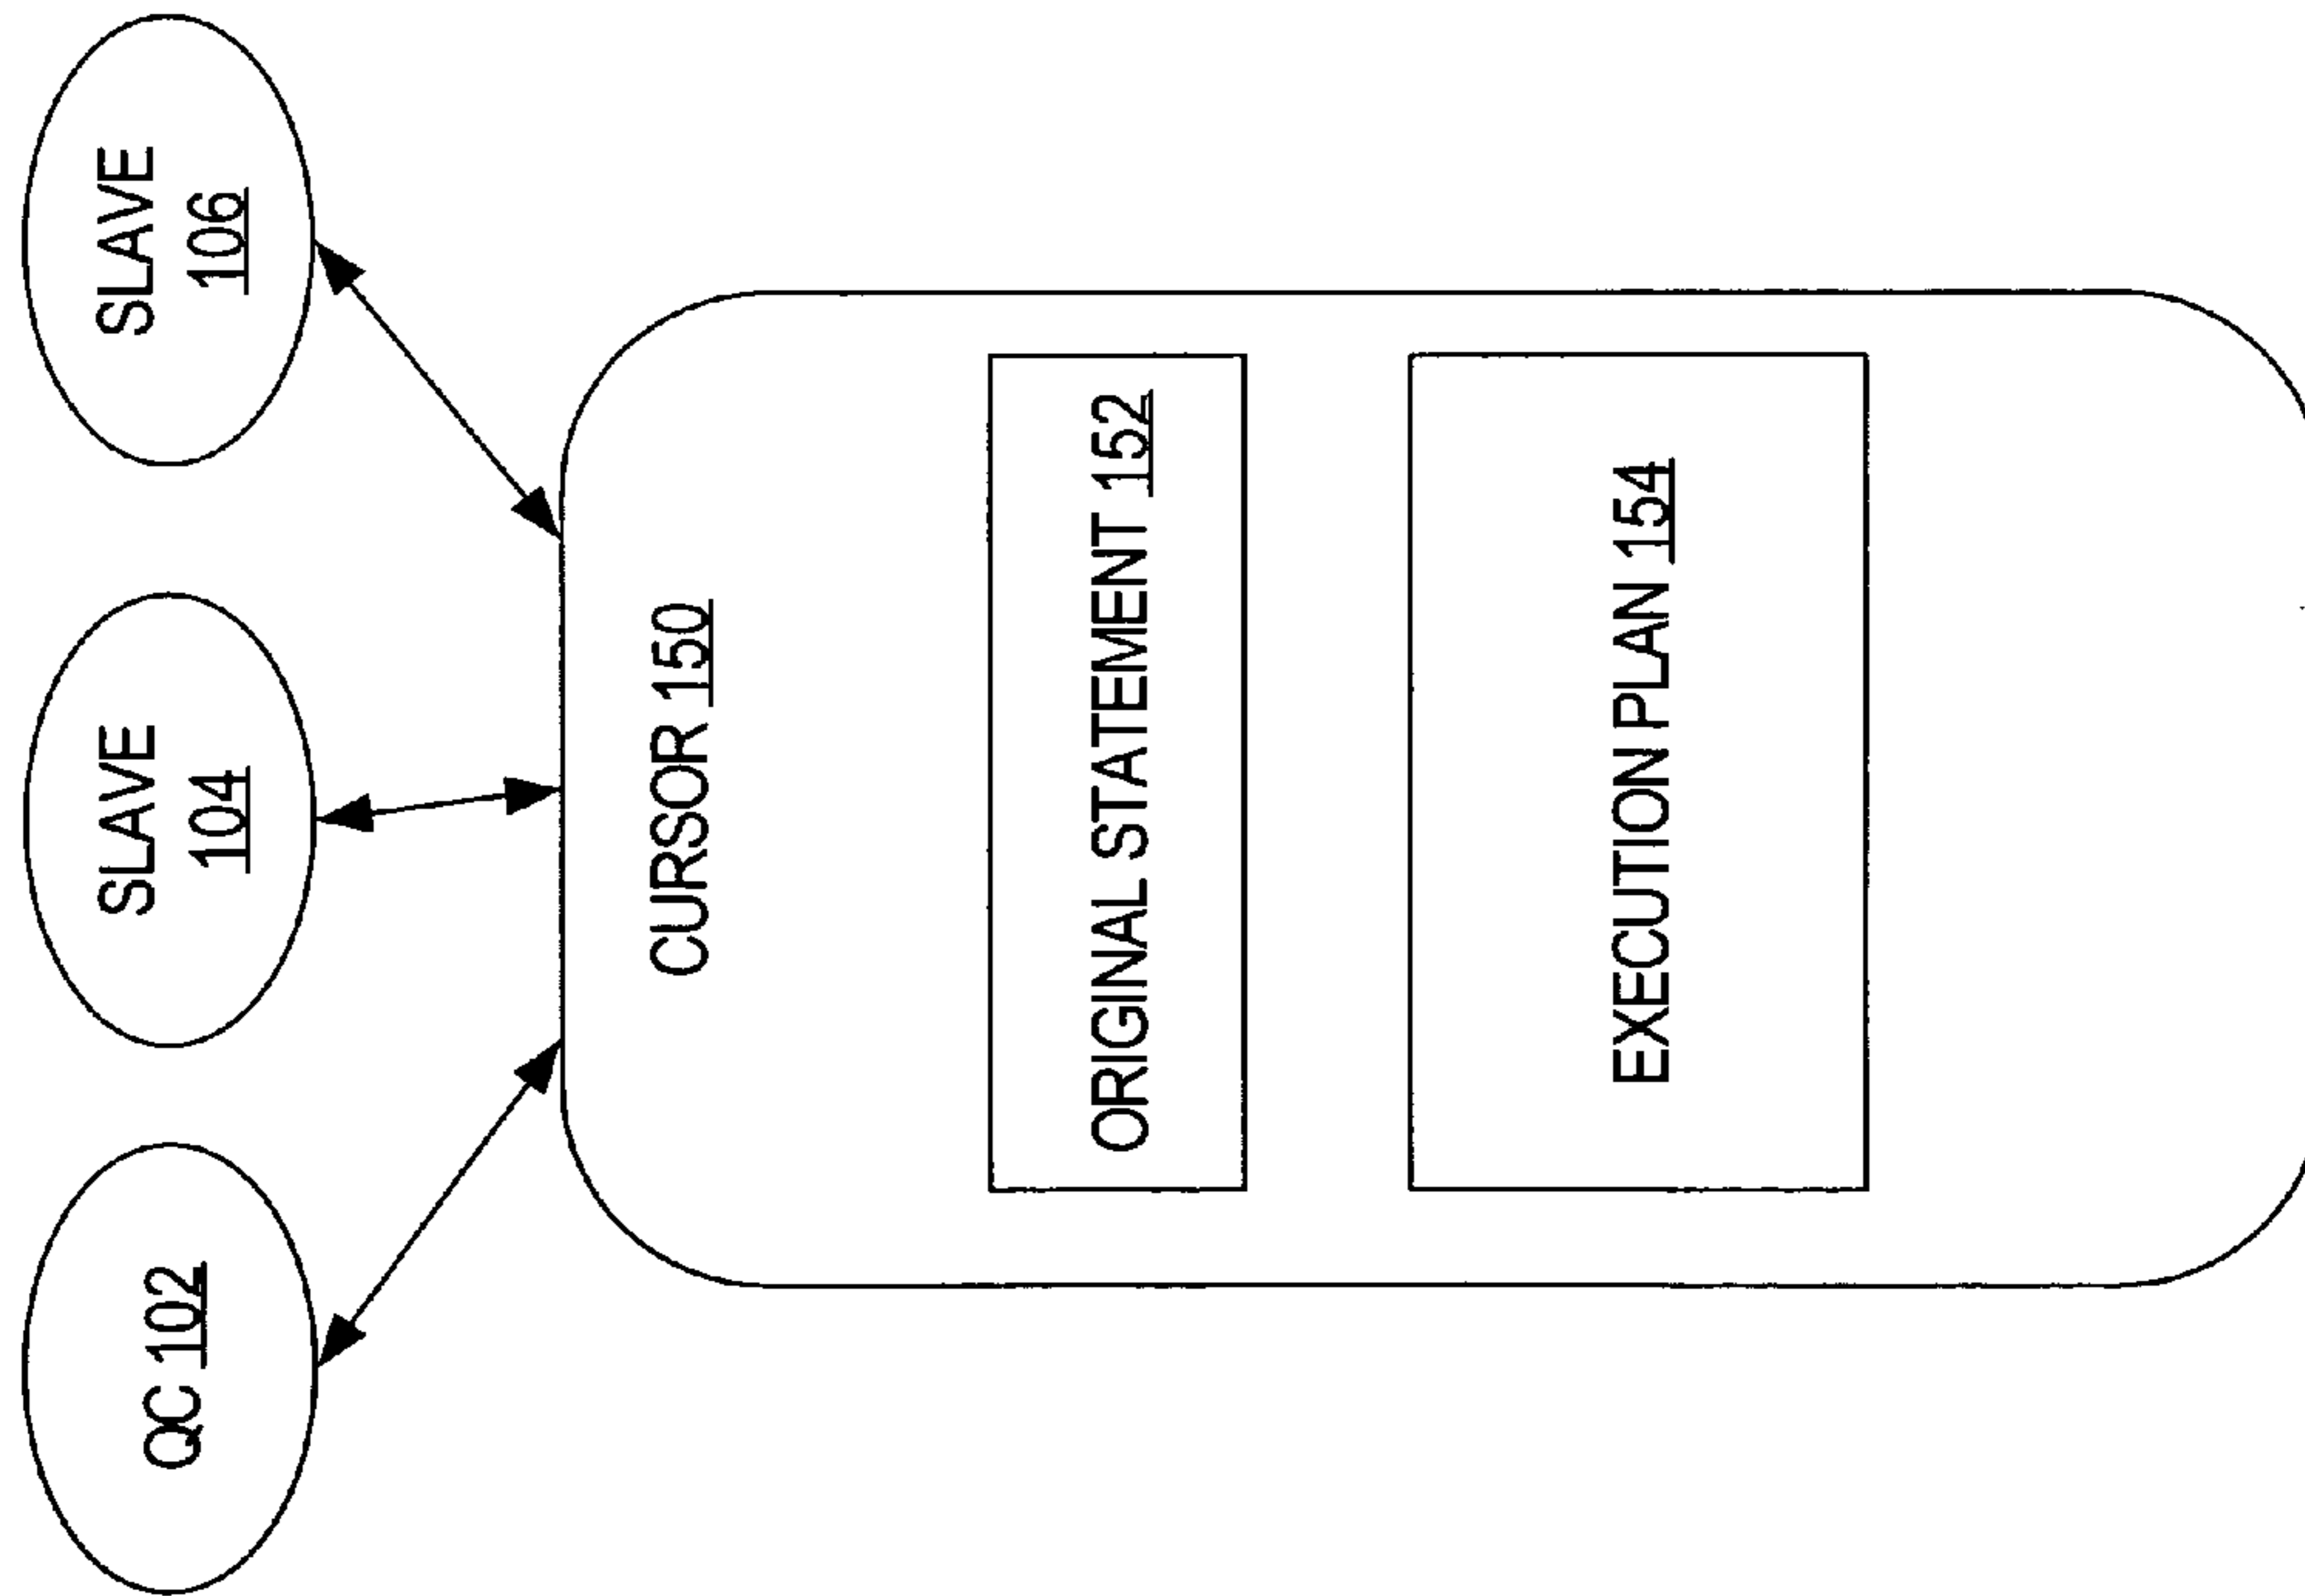 SLAVE
106
SLAVE
104
QC 102
CURSOR 150
ORIGINAL STATEMENT 152
EXECUTION PLAN 154